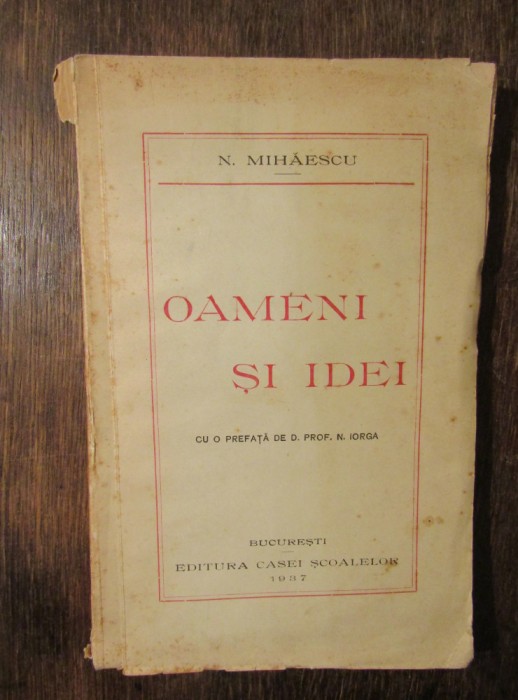 N. MIHĂESCU
OAMENI
ȘI IDEI
CU O PREFAȚĂ DE D. PROF. N. IORGA
BUCUREȘTI
EDITURA CASEI ȘCOALELOR
1937